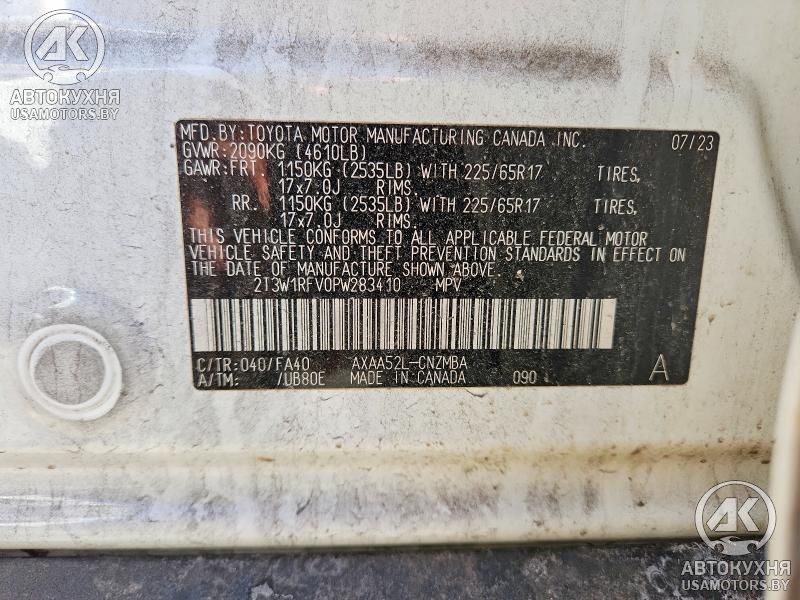 АК
АВТОКУХНЯ
USAMOTORS.BY
MFD.BY:TOYOTA MOTOR MANUFACTURING CANADA INC. 07/23
GVWR:2090KG (4610LB)
GAWR:FRT. 1150KG (2535LB) WITH 225/65R17 TIRES,
17x7.0J RIMS.
RR. 1150KG (2535LB) WITH 225/65R17 TIRES,
17x7.0J RIMS.
THIS VEHICLE CONFORMS TO ALL APPLICABLE FEDERAL MOTOR
VEHICLE SAFETY AND THEFT PREVENTION STANDARDS IN EFFECT ON
THE DATE OF MANUFACTURE SHOWN ABOVE.
2T3W1RFV0PW283410 MPV
C/TR:040/FA40 AXAA52L-CNZMBA
A/TM: /UB80E MADE IN CANADA 090 A
АК
АВТОКУХНЯ
USAMOTORS.BY